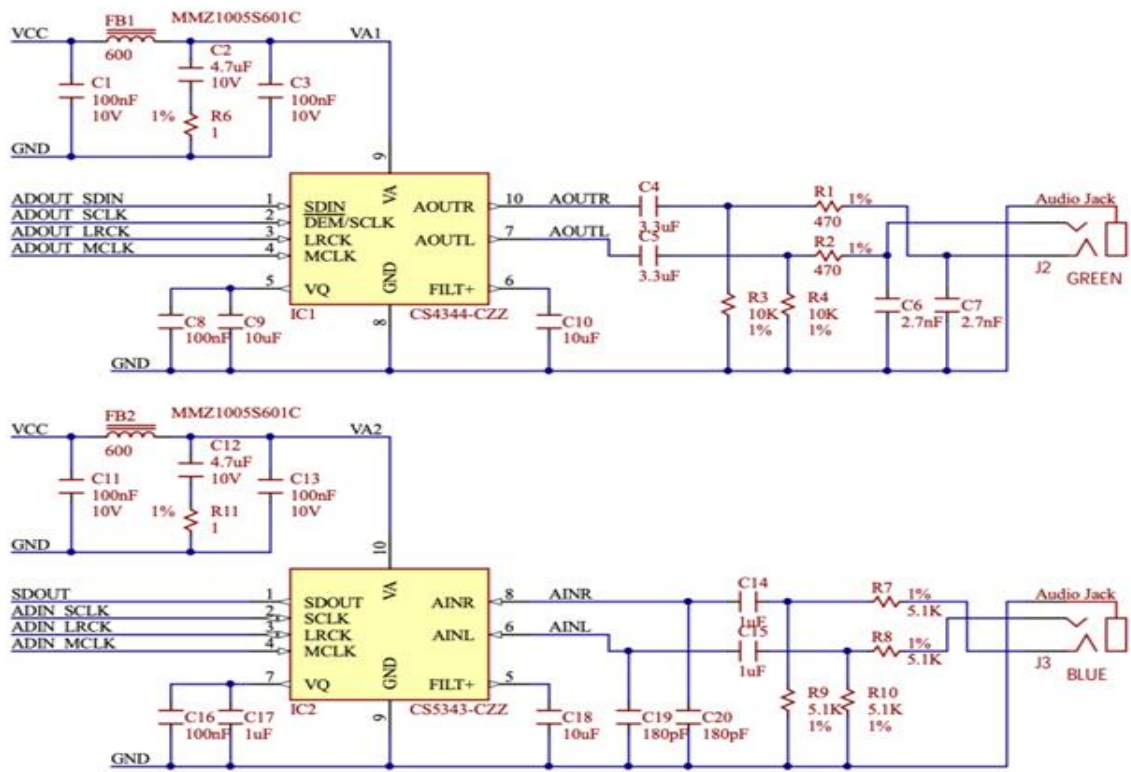 FB1 MMZ1005S601C
VCC VA1
600
C1
100nF
10V
C2
4.7uF
10V
C3
100nF
10V
1% R6
1
GND
9
ADOUT_SDIN 1 SDIN VA AOUTR 10 AOUTR
ADOUT_SCLK 2 DEM/SCLK
ADOUT_LRCK 3 LRCK AOUTL 7 AOUTL
ADOUT_MCLK 4 MCLK
5 VQ GND FILT+ 6
IC1 8 CS4344-CZZ
C4
3.3uF
C5
3.3uF
R1 1%
470
R2 1%
470
Audio Jack
J2 GREEN
C8
100nF
C9
10uF
C10
10uF
R3
10K
1%
R4
10K
1%
C6
2.7nF
C7
2.7nF
GND
FB2 MMZ1005S601C
VCC VA2
600
C11
100nF
10V
C12
4.7uF
10V
C13
100nF
10V
1% R11
1
GND
10
SDOUT 1 SDOUT VA AINR 8 AINR
ADIN_SCLK 2 SCLK
ADIN_LRCK 3 LRCK AINL 6 AINL
ADIN_MCLK 4 MCLK
7 VQ GND FILT+ 5
IC2 9 CS5343-CZZ
C14
1uF
C15
1uF
R7 1%
5.1K
R8 1%
5.1K
Audio Jack
J3 BLUE
C16
100nF
C17
1uF
C18
10uF
C19
180pF
C20
180pF
R9
5.1K
1%
R10
5.1K
1%
GND